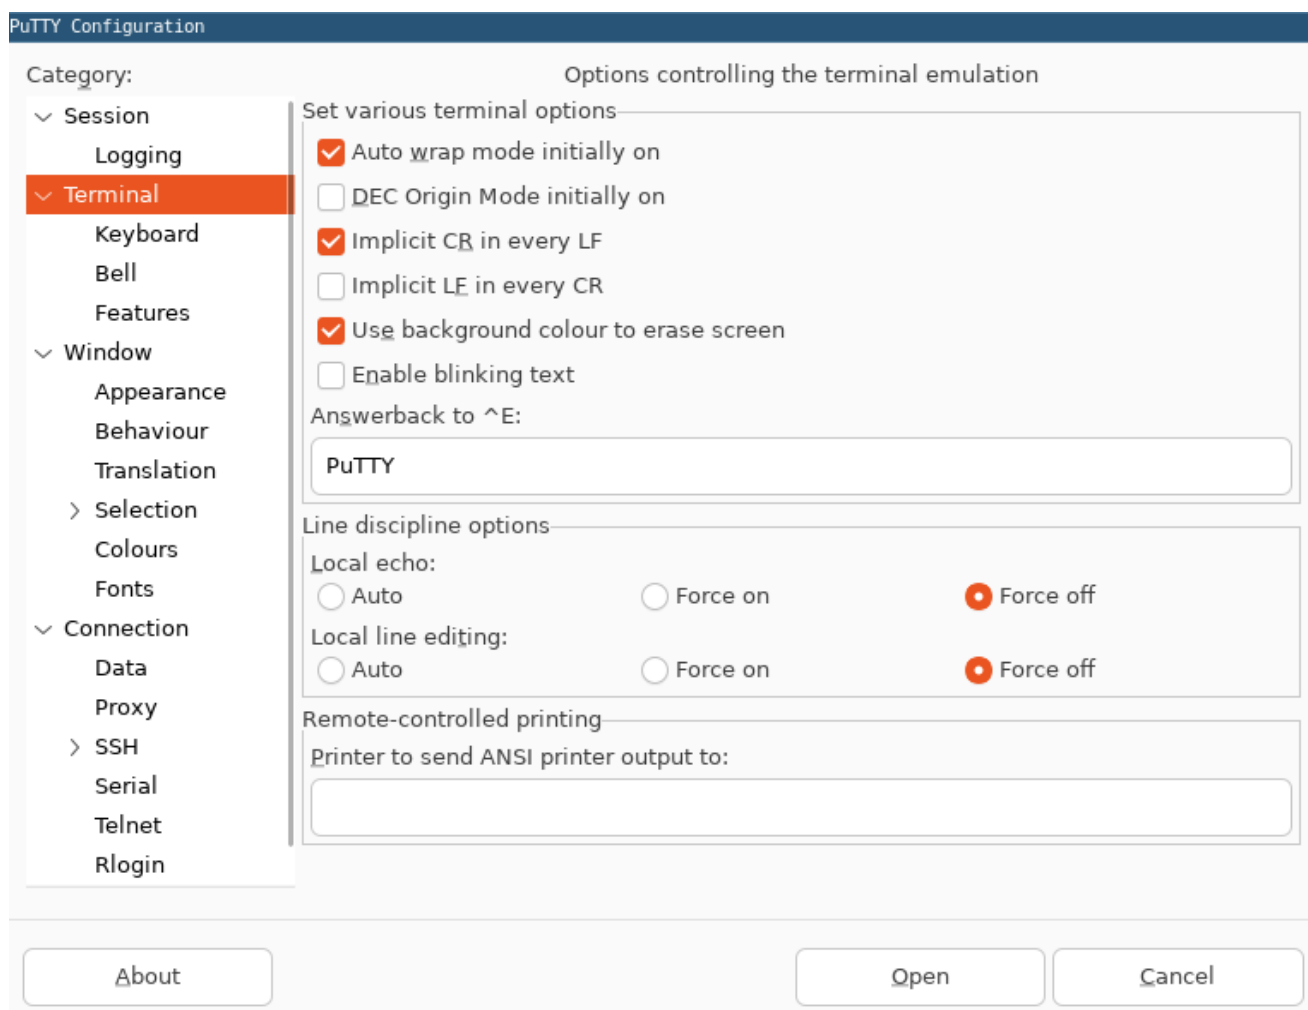 PuTTY Configuration
Category:
Session
Logging
Terminal
Keyboard
Bell
Features
Window
Appearance
Behaviour
Translation
Selection
Colours
Fonts
Connection
Data
Proxy
SSH
Serial
Telnet
Rlogin
Options controlling the terminal emulation
Set various terminal options
Auto wrap mode initially on
DEC Origin Mode initially on
Implicit CR in every LF
Implicit LF in every CR
Use background colour to erase screen
Enable blinking text
Answerback to ^E:
PuTTY
Line discipline options
Local echo:
Auto Force on Force off
Local line editing:
Auto Force on Force off
Remote-controlled printing
Printer to send ANSI printer output to:
About Open Cancel